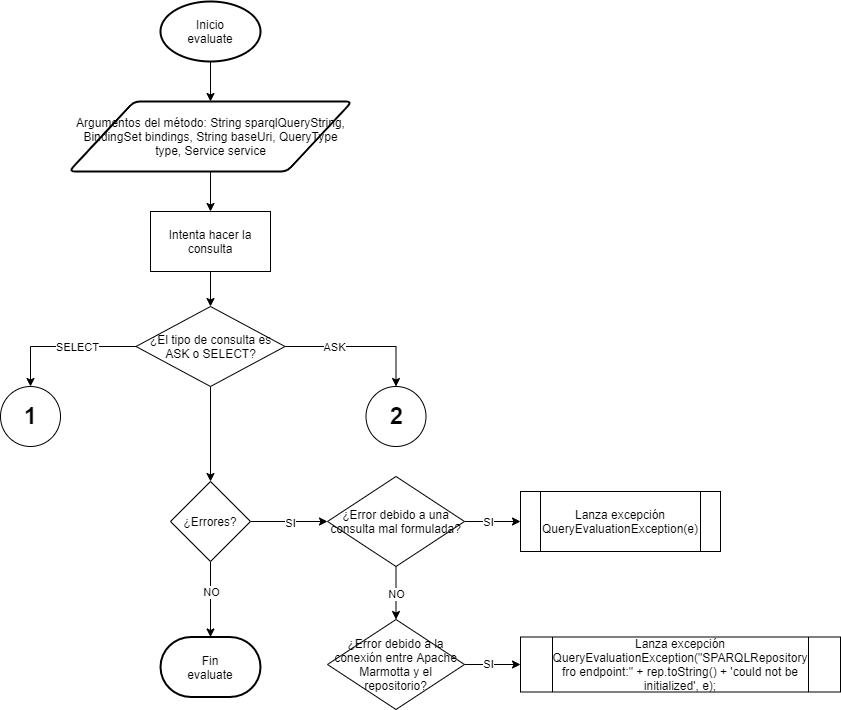 Inicio
evaluate
Argumentos del método: String sparqlQueryString,
BindingSet bindings, String baseUri, QueryType
type, Service service
Intenta hacer la
consulta
¿El tipo de consulta es
ASK o SELECT?
SELECT
ASK
1
2
¿Errores?
SI
¿Error debido a una
consulta mal formulada?
SI
Lanza excepción
QueryEvaluationException(e)
NO
NO
Fin
evaluate
¿Error debido a la
conexión entre Apache
Marmotta y el
repositorio?
SI
Lanza excepción
QueryEvaluationException("SPARQLRepository
fro endpoint:" + rep.toString() + 'could not be
initialized', e);